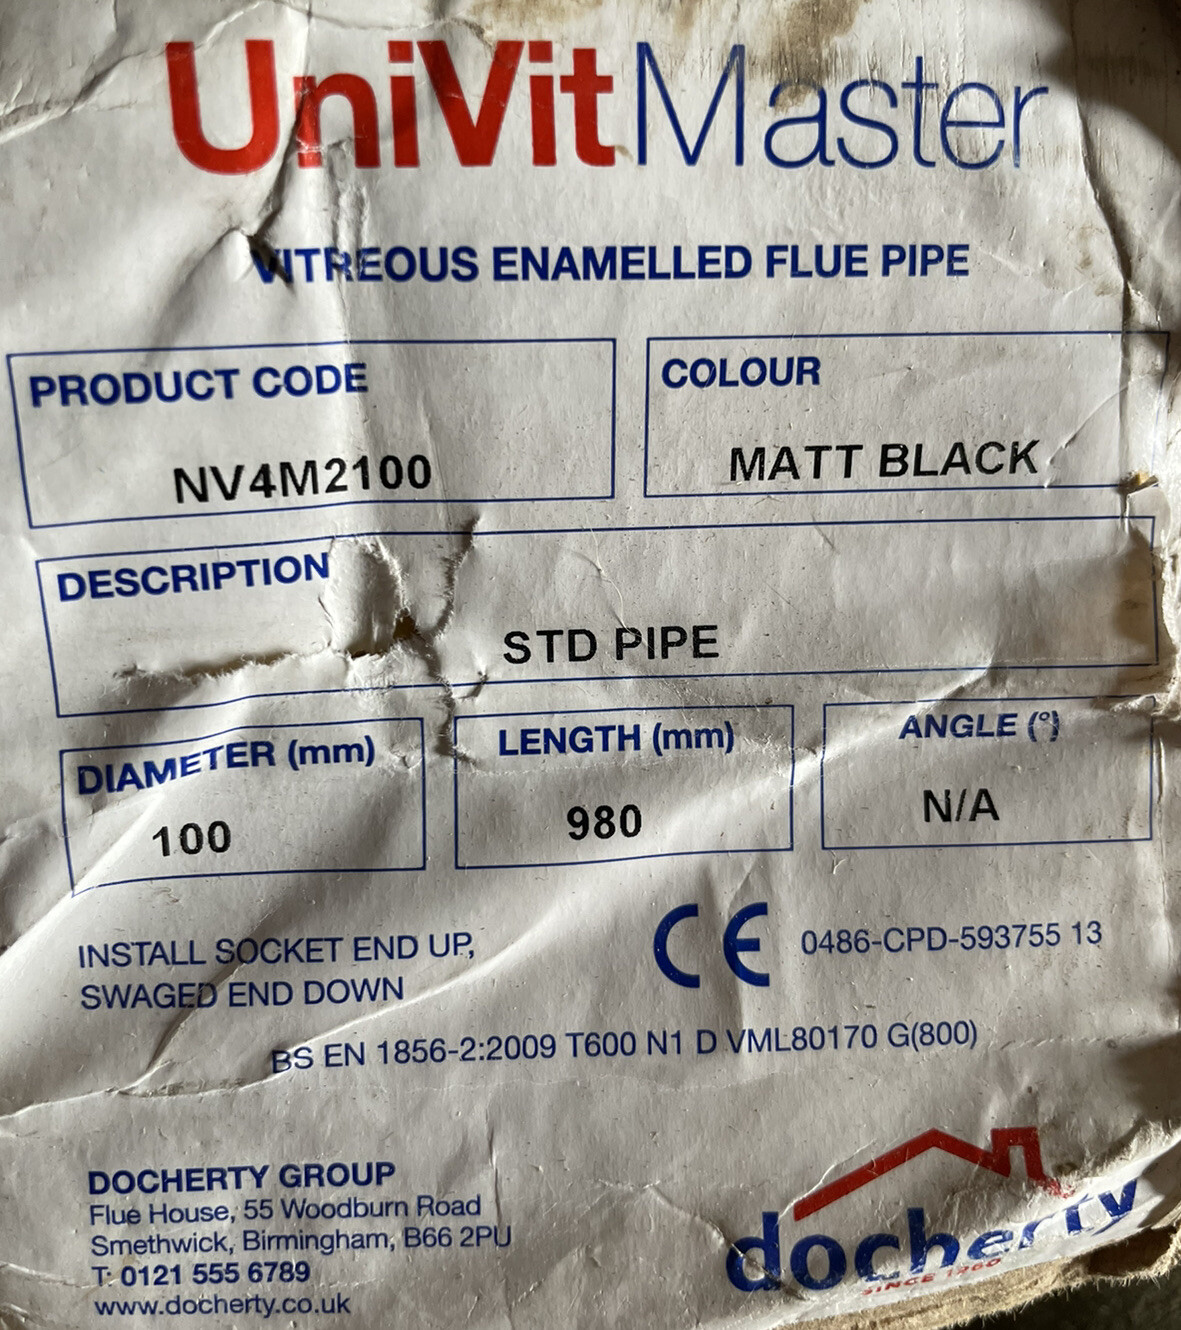 UniVitMaster
VITREOUS ENAMELLED FLUE PIPE
PRODUCT CODE
NV4M2100
COLOUR
MATT BLACK
DESCRIPTION
STD PIPE
DIAMETER (mm)
100
LENGTH (mm)
980
ANGLE (°)
N/A
INSTALL SOCKET END UP,
SWAGED END DOWN
CE 0486-CPD-593755 13
BS EN 1856-2:2009 T600 N1 D VML80170 G(800)
DOCHERTY GROUP
Flue House, 55 Woodburn Road
Smethwick, Birmingham, B66 2PU
T: 0121 555 6789
www.docherty.co.uk
docherty
SINCE 1960